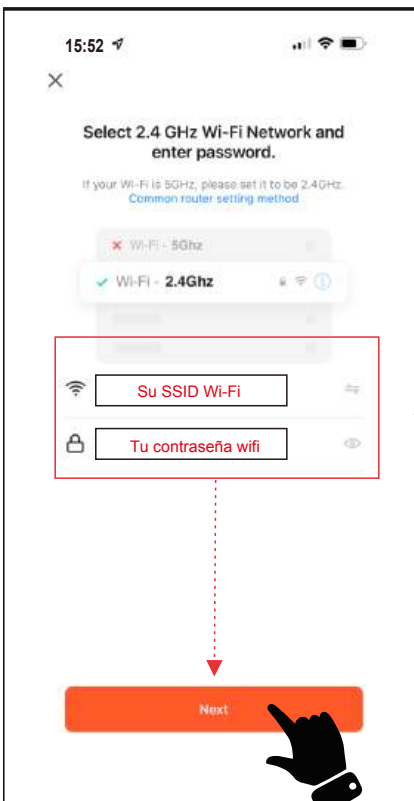 15:52
Select 2.4 GHz Wi-Fi Network and
enter password.
If your Wi-Fi is 5GHz, please set it to be 2.4GHz.
Common router setting method
Wi-Fi - 5Ghz
Wi-Fi - 2.4Ghz
Su SSID Wi-Fi
Tu contraseña wifi
Next